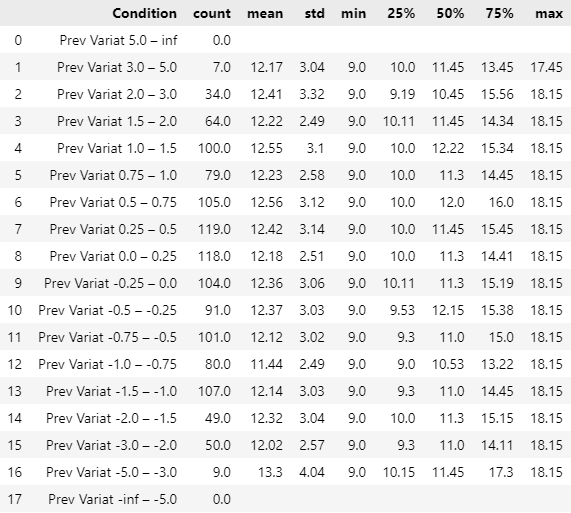 Condition count mean std min 25% 50% 75% max
0 Prev Variat 5.0 – inf 0.0
1 Prev Variat 3.0 – 5.0 7.0 12.17 3.04 9.0 10.0 11.45 13.45 17.45
2 Prev Variat 2.0 – 3.0 34.0 12.41 3.32 9.0 9.19 10.45 15.56 18.15
3 Prev Variat 1.5 – 2.0 64.0 12.22 2.49 9.0 10.11 11.45 14.34 18.15
4 Prev Variat 1.0 – 1.5 100.0 12.55 3.1 9.0 10.0 12.22 15.34 18.15
5 Prev Variat 0.75 – 1.0 79.0 12.23 2.58 9.0 10.0 11.3 14.45 18.15
6 Prev Variat 0.5 – 0.75 105.0 12.56 3.12 9.0 10.0 12.0 16.0 18.15
7 Prev Variat 0.25 – 0.5 119.0 12.42 3.14 9.0 10.0 11.45 15.45 18.15
8 Prev Variat 0.0 – 0.25 118.0 12.18 2.51 9.0 10.0 11.3 14.41 18.15
9 Prev Variat -0.25 – 0.0 104.0 12.36 3.06 9.0 10.11 11.3 15.19 18.15
10 Prev Variat -0.5 – -0.25 91.0 12.37 3.03 9.0 9.53 12.15 15.38 18.15
11 Prev Variat -0.75 – -0.5 101.0 12.12 3.02 9.0 9.3 11.0 15.0 18.15
12 Prev Variat -1.0 – -0.75 80.0 11.44 2.49 9.0 9.0 10.53 13.22 18.15
13 Prev Variat -1.5 – -1.0 107.0 12.14 3.03 9.0 9.3 11.0 14.45 18.15
14 Prev Variat -2.0 – -1.5 49.0 12.32 3.04 9.0 10.0 11.3 15.15 18.15
15 Prev Variat -3.0 – -2.0 50.0 12.02 2.57 9.0 9.3 11.0 14.11 18.15
16 Prev Variat -5.0 – -3.0 9.0 13.3 4.04 9.0 10.15 11.45 17.3 18.15
17 Prev Variat -inf – -5.0 0.0